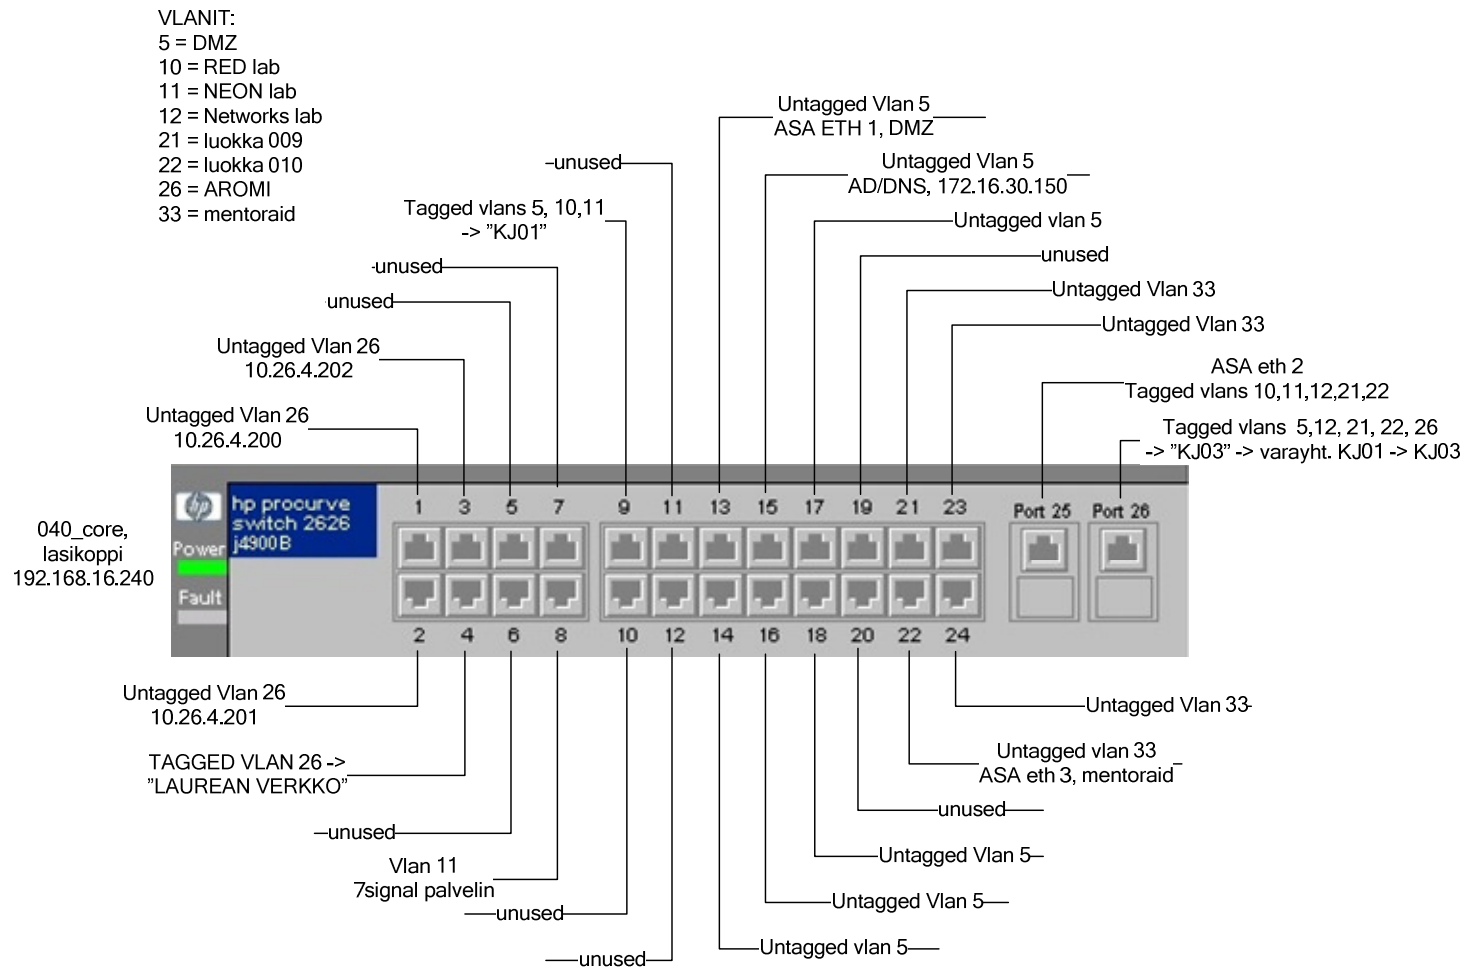 VLANIT:
5 = DMZ
10 = RED lab
11 = NEON lab
12 = Networks lab
21 = luokka 009
22 = luokka 010
26 = AROMI
33 = mentoraid
Untagged Vlan 5
ASA ETH 1, DMZ
unused
Untagged Vlan 5
AD/DNS, 172.16.30.150
Tagged vlans 5, 10,11
-> "KJ01"
Untagged vlan 5
unused
unused
Untagged Vlan 33
unused
Untagged Vlan 33
Untagged Vlan 26
10.26.4.202
ASA eth 2
Tagged vlans 10,11,12,21,22
Untagged Vlan 26
10.26.4.200
Tagged vlans 5,12, 21, 22, 26
-> "KJ03" -> varayht. KJ01 -> KJ03
040_core,
lasikoppi
192.168.16.240
hp
hp procurve
switch 2626
j4900B
Power
Fault
1 3 5 7 9 11 13 15 17 19 21 23 Port 25 Port 26
2 4 6 8 10 12 14 16 18 20 22 24
Untagged Vlan 26
10.26.4.201
Untagged Vlan 33
TAGGED VLAN 26 ->
"LAUREAN VERKKO"
Untagged vlan 33
ASA eth 3, mentoraid
unused
unused
Vlan 11
7signal palvelin
Untagged Vlan 5
unused
Untagged Vlan 5
unused
Untagged vlan 5